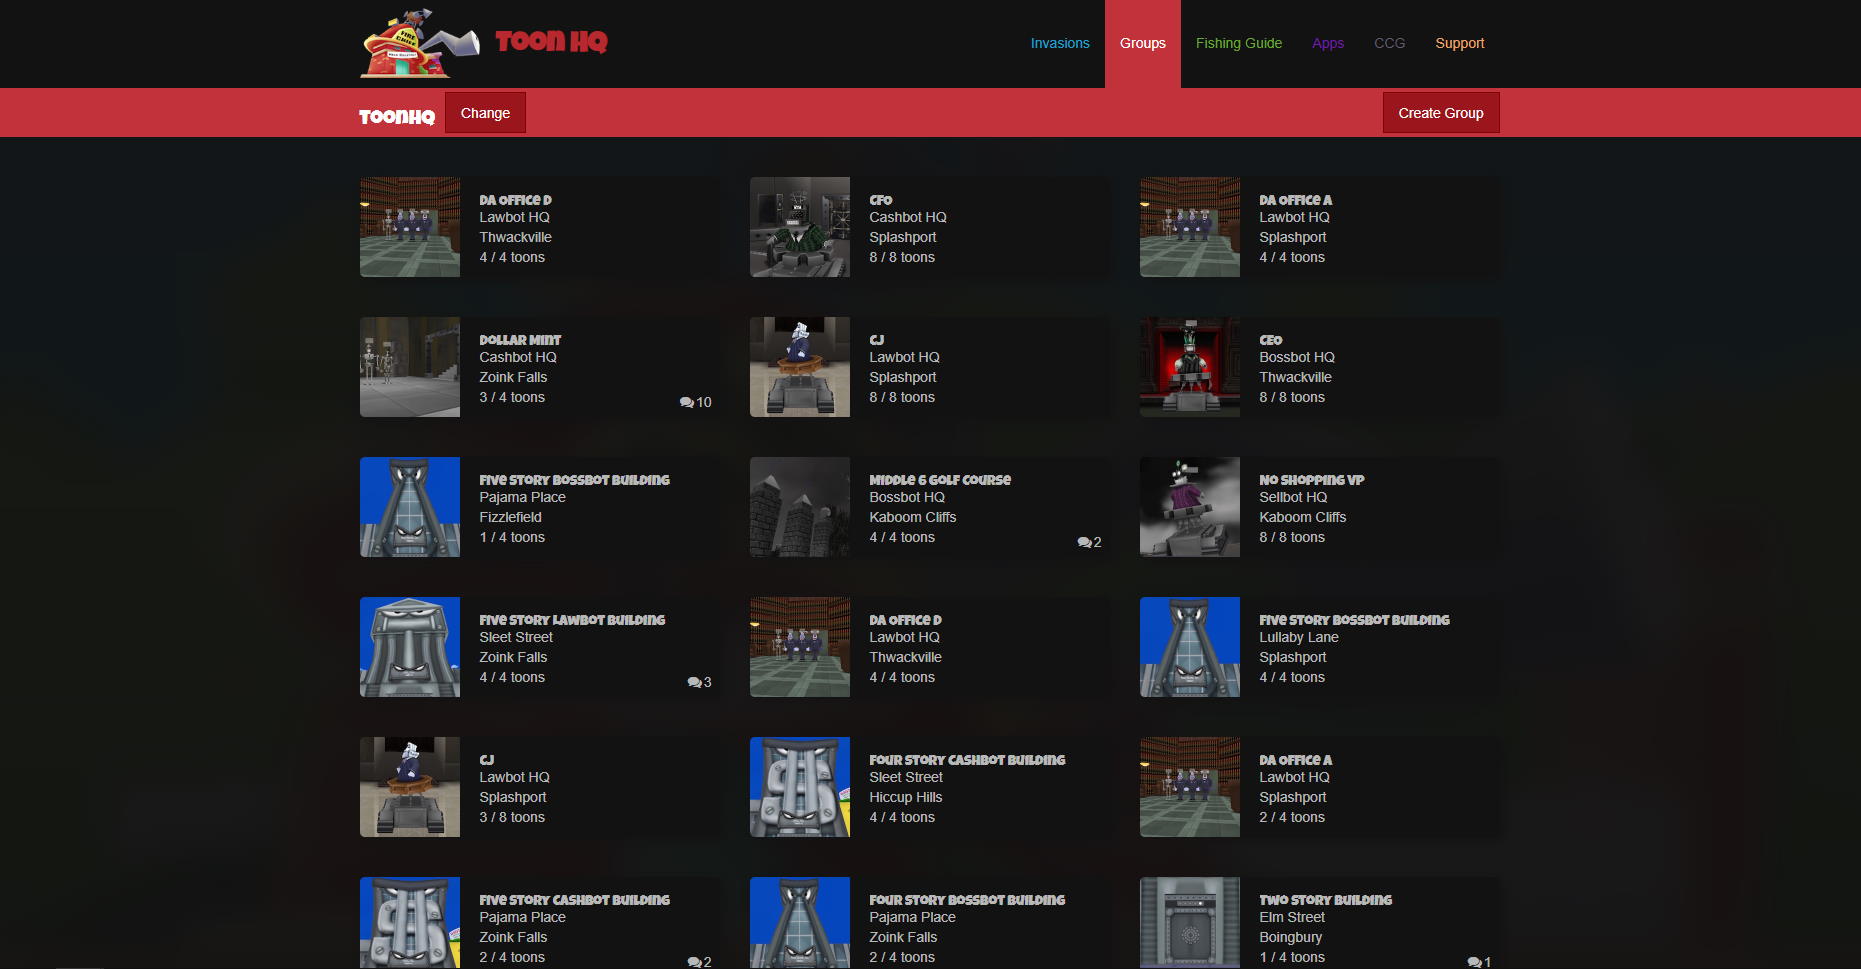 FIRE CHIEF
TOON HQ
Invasions
Groups
Fishing Guide
Apps
CCG
Support
TOONHQ
Change
Create Group
DA Office D
Lawbot HQ
Thwackville
4 / 4 toons
CFO
Cashbot HQ
Splashport
8 / 8 toons
DA Office A
Lawbot HQ
Splashport
4 / 4 toons
Dollar Mint
Cashbot HQ
Zoink Falls
3 / 4 toons
10
CJ
Lawbot HQ
Splashport
8 / 8 toons
CEO
Bossbot HQ
Thwackville
8 / 8 toons
Five Story Bossbot Building
Pajama Place
Fizzlefield
1 / 4 toons
Middle 6 Golf Course
Bossbot HQ
Kaboom Cliffs
4 / 4 toons
2
No Shopping VP
Sellbot HQ
Kaboom Cliffs
8 / 8 toons
Five Story Lawbot Building
Sleet Street
Zoink Falls
4 / 4 toons
3
DA Office D
Lawbot HQ
Thwackville
4 / 4 toons
Five Story Bossbot Building
Lullaby Lane
Splashport
4 / 4 toons
CJ
Lawbot HQ
Splashport
3 / 8 toons
Four Story Cashbot Building
Sleet Street
Hiccup Hills
4 / 4 toons
DA Office A
Lawbot HQ
Splashport
2 / 4 toons
Five Story Cashbot Building
Pajama Place
Zoink Falls
2 / 4 toons
2
Four Story Bossbot Building
Pajama Place
Zoink Falls
2 / 4 toons
Two Story Building
Elm Street
Boingbury
1 / 4 toons
1